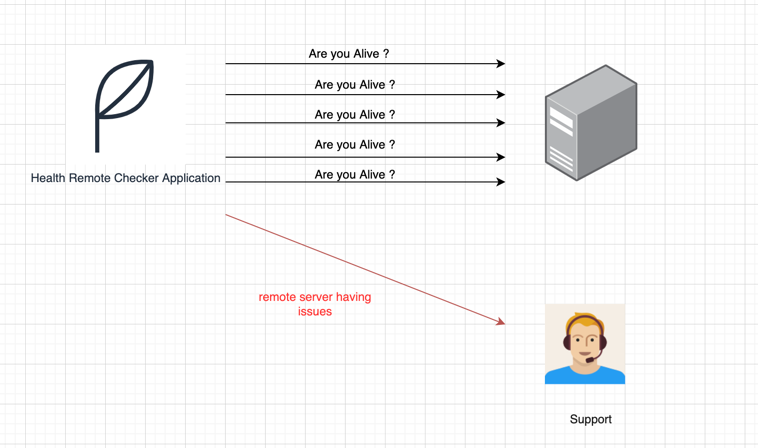 Are you Alive ?
Are you Alive ?
Are you Alive ?
Are you Alive ?
Are you Alive ?
Health Remote Checker Application
remote server having
issues
Support